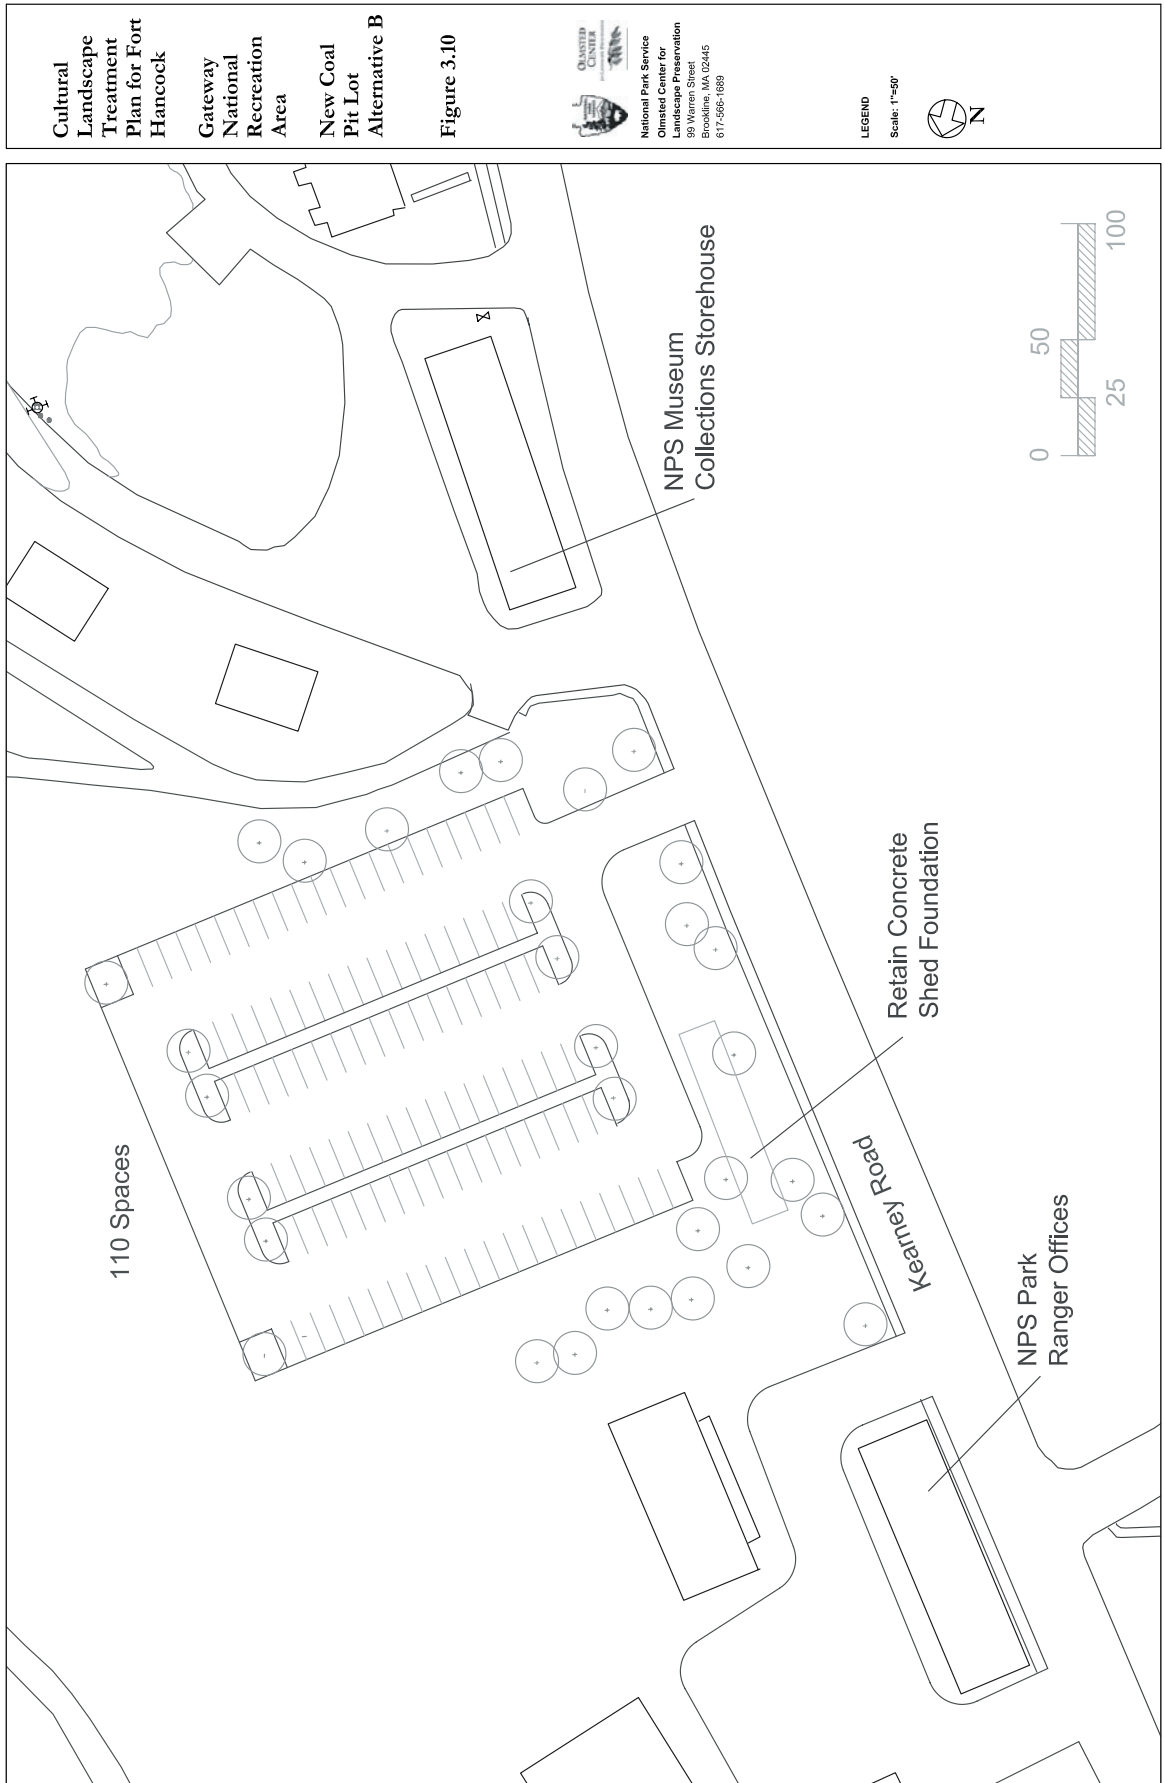 Cultural
Landscape
Treatment
Plan for Fort
Hancock
Gateway
National
Recreation
Area
New Coal
Pit Lot
Alternative B
Figure 3.10
OLMSTED
CENTER
National Park Service
Olmsted Center for
Landscape Preservation
99 Warren Street
Brookline, MA 02445
617-566-1689
LEGEND
Scale: 1"=50'
N
110 Spaces
NPS Museum
Collections Storehouse
Retain Concrete
Shed Foundation
Kearney Road
NPS Park
Ranger Offices
0
25
50
100